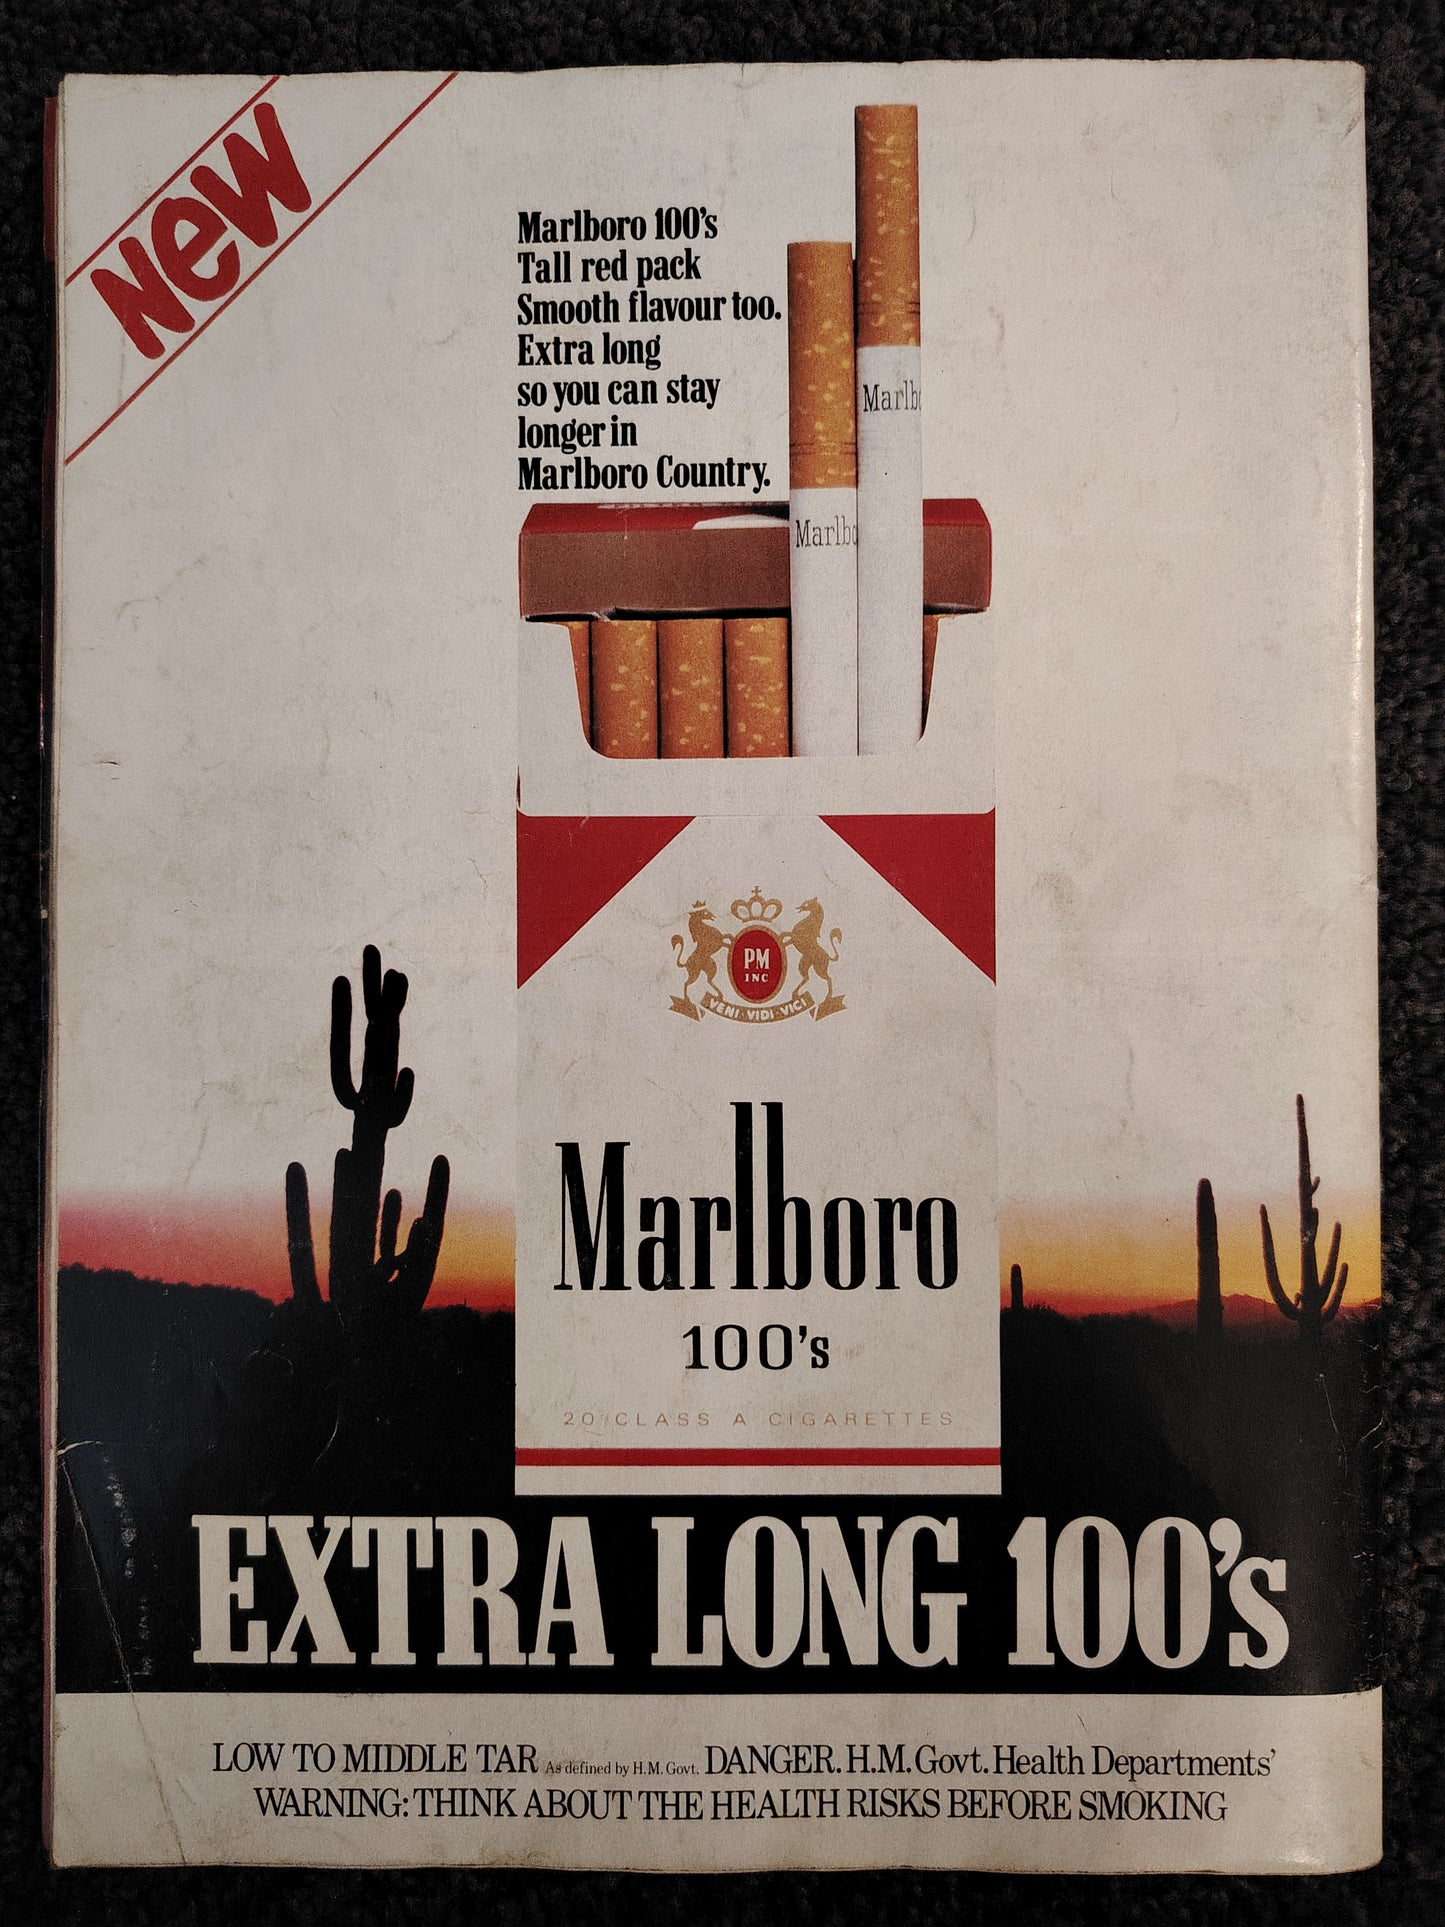 NEW
Marlboro 100's
Tall red pack
Smooth flavour too.
Extra long
so you can stay
longer in
Marlboro Country.
Marlbo
Marlbo
PM
INC
VENI·VIDI·VICI
Marlboro
100's
20 CLASS A CIGARETTES
EXTRA LONG 100's
LOW TO MIDDLE TAR As defined by H.M. Govt. DANGER. H.M. Govt. Health Departments'
WARNING: THINK ABOUT THE HEALTH RISKS BEFORE SMOKING